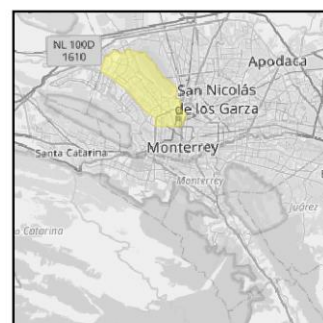 NL 100D
1610
Apodaca
San Nicolás
de los Garza
Santa Catarina
Monterrey
Monterrey
Juárez
Catarina